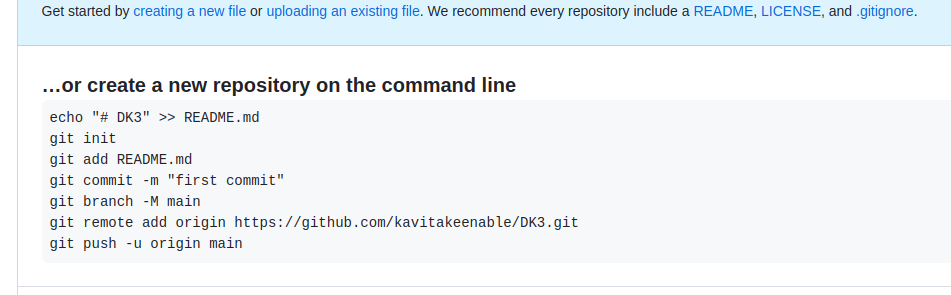 Get started by creating a new file or uploading an existing file. We recommend every repository include a README, LICENSE, and .gitignore.
...or create a new repository on the command line
echo "# DK3" >> README.md
git init
git add README.md
git commit -m "first commit"
git branch -M main
git remote add origin https://github.com/kavitakeenable/DK3.git
git push -u origin main